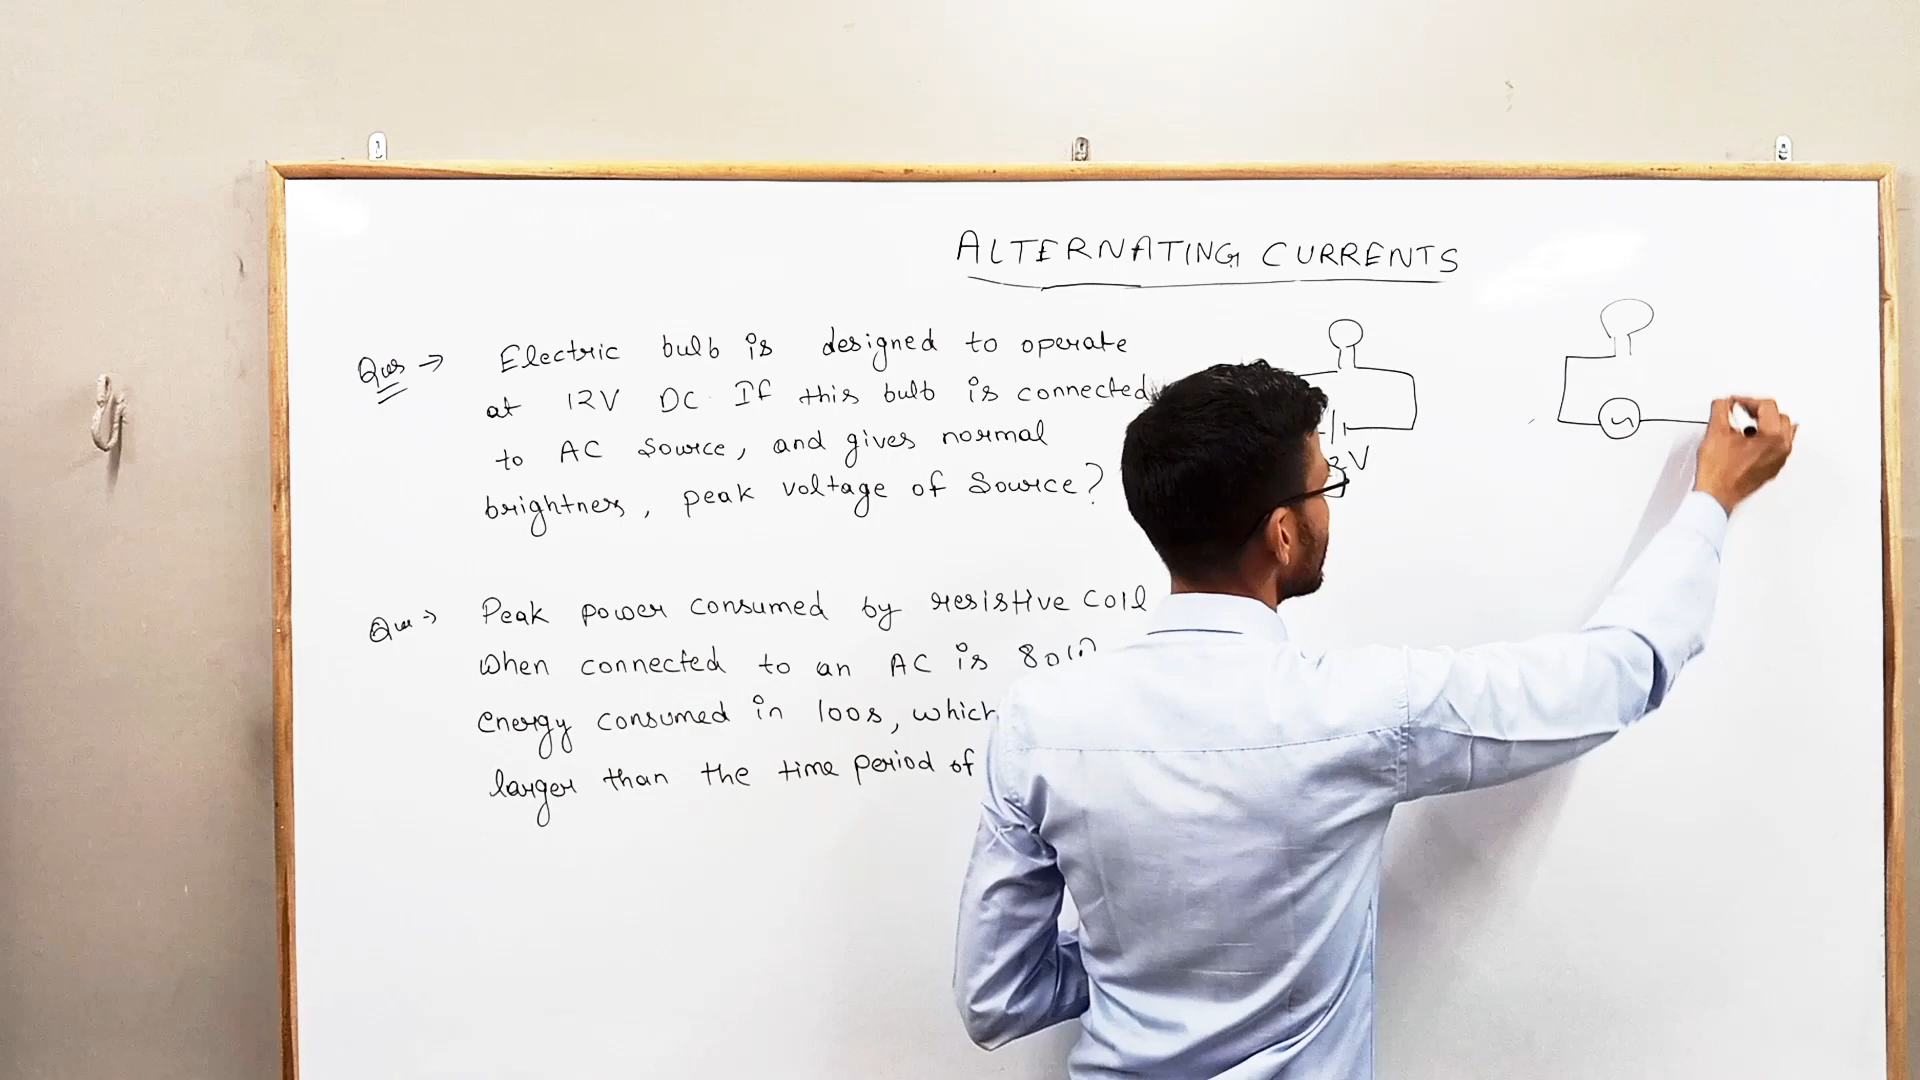 ALTERNATING CURRENTS
Ques → Electric bulb is designed to operate
at 12V DC. If this bulb is connected
to AC source, and gives normal
brightness, peak voltage of source?
Que → Peak power consumed by resistive coil
when connected to an AC is 80W
energy consumed in 100s, which
larger than the time period of
2V